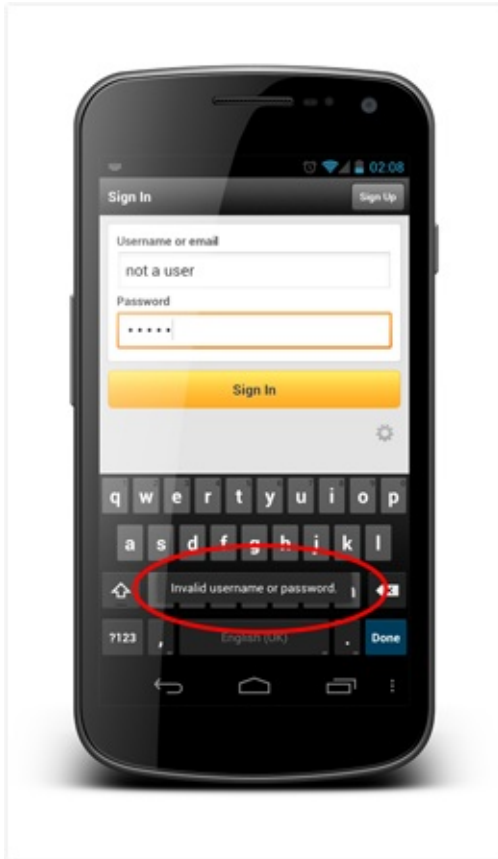 02:08
Sign In
Sign Up
Username or email
not a user
Password
•••••
Sign In
q w e r t y u i o p
a s d f g h j k l
Invalid username or password.
?123 , English (UK) . Done